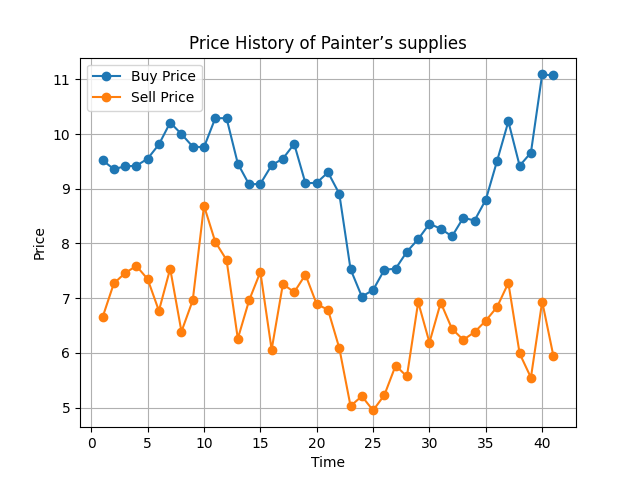 Price History of Painter’s supplies
Buy Price
Sell Price
Price
11
10
9
8
7
6
5
0 5 10 15 20 25 30 35 40
Time